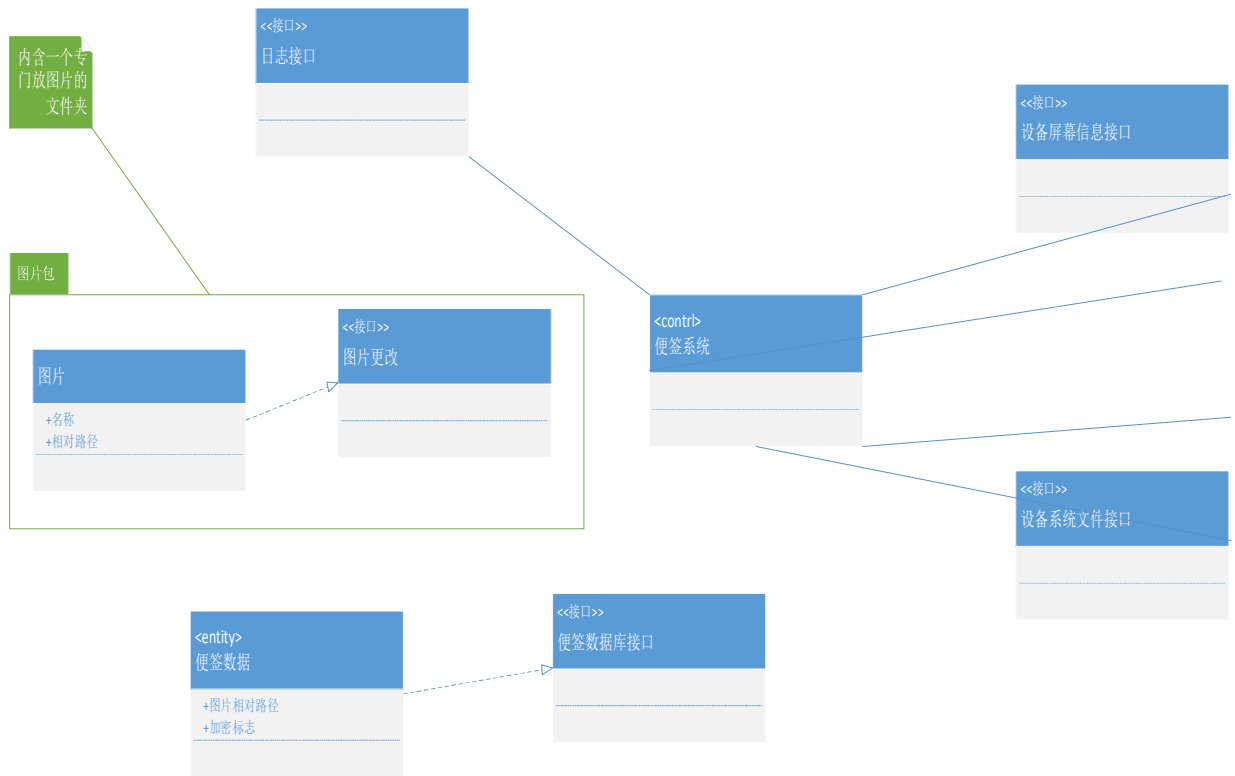 <<接口>>
日志接口
内含一个专
门放图片的
文件夹
<<接口>>
设备屏幕信息接口
图片包
<<接口>>
图片更改
<contrl>
便签系统
图片
+名称
+相对路径
<<接口>>
设备系统文件接口
<<接口>>
便签数据库接口
<entity>
便签数据
+图片相对路径
+加密标志